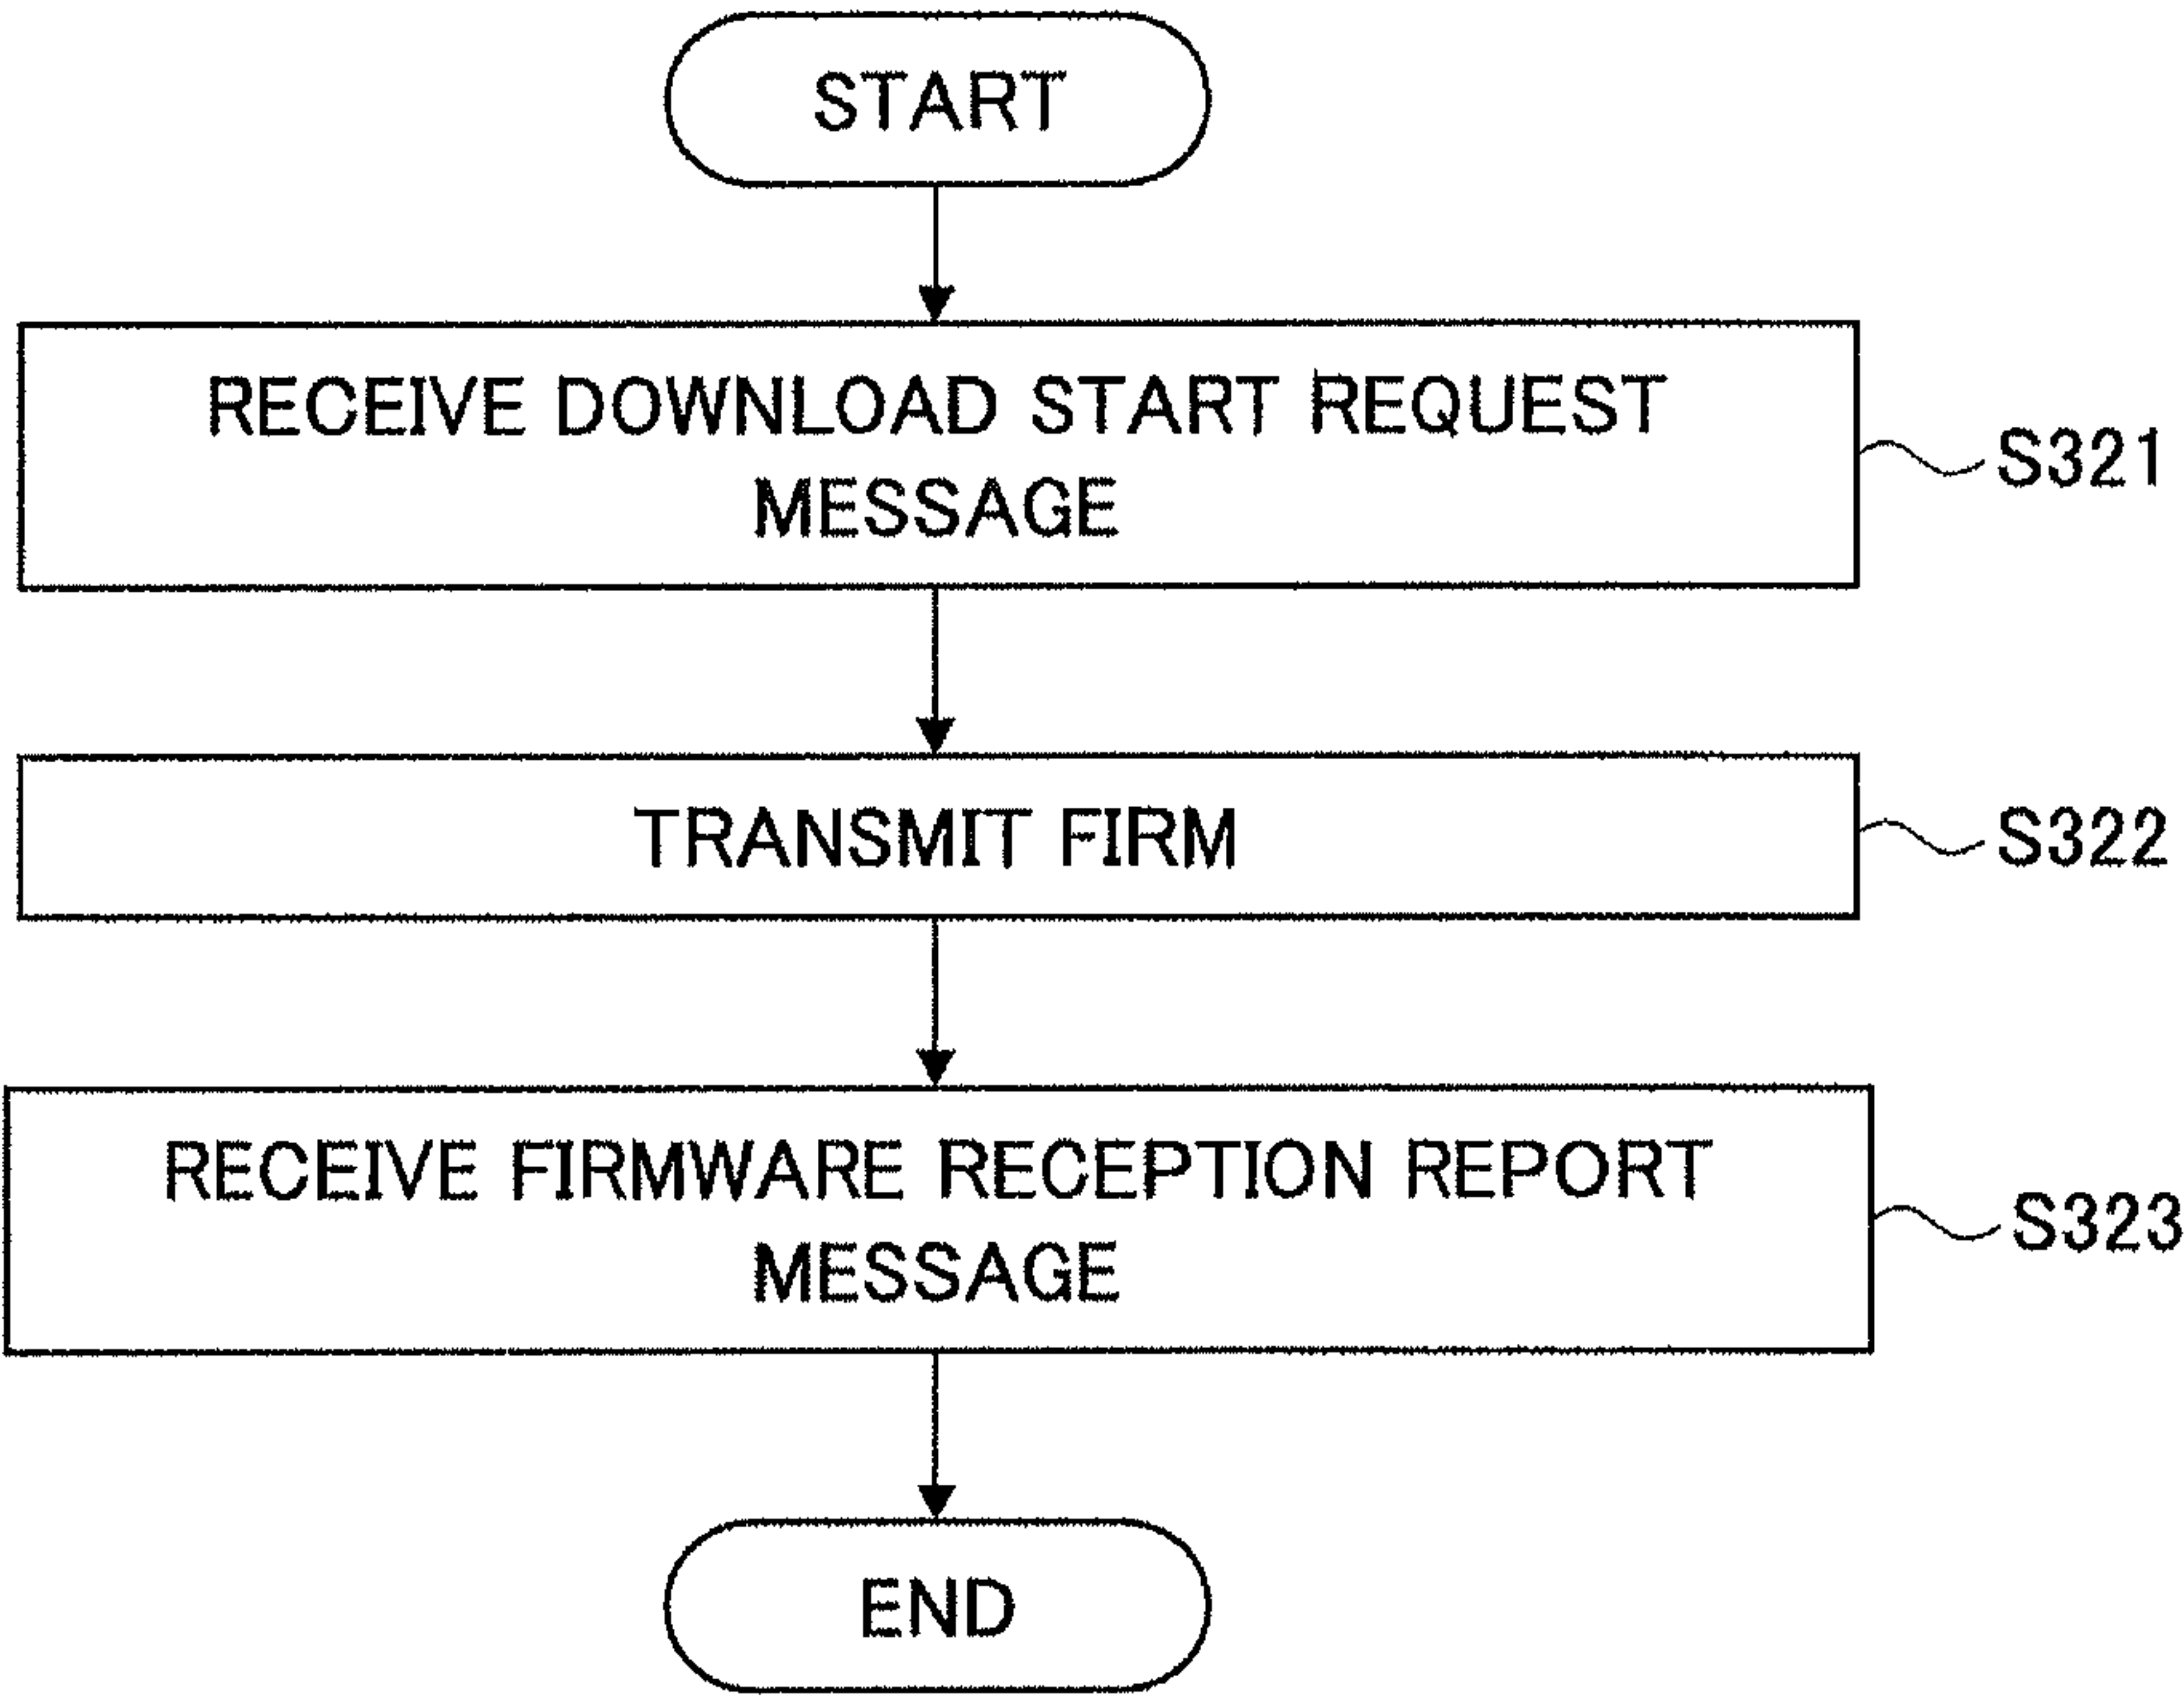 START
RECEIVE DOWNLOAD START REQUEST
MESSAGE
S321
TRANSMIT FIRM
S322
RECEIVE FIRMWARE RECEPTION REPORT
MESSAGE
S323
END